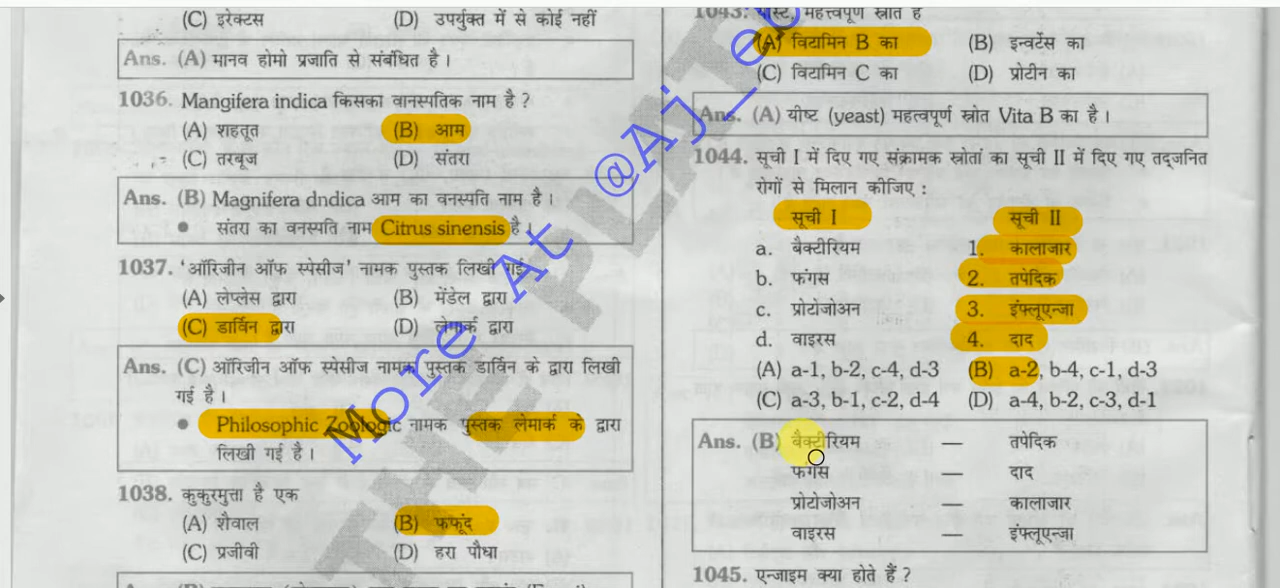 (C) इरेक्टस (D) उपर्युक्त में से कोई नहीं
Ans. (A) मानव होमो प्रजाति से संबंधित है ।
1036. Mangifera indica किसका वानस्पतिक नाम है ?
(A) शहतूत (B) आम
(C) तरबूज (D) संतरा
Ans. (B) Magnifera dndica आम का वनस्पति नाम है ।
● संतरा का वनस्पति नाम Citrus sinensis है ।
1037. ‘ऑरिजीन ऑफ स्पेसीज’ नामक पुस्तक लिखी गई
(A) लेप्लेस द्वारा (B) मेंडेल द्वारा
(C) डार्विन द्वारा (D) लेमार्क द्वारा
Ans. (C) ऑरिजीन ऑफ स्पेसीज नामक पुस्तक डार्विन के द्वारा लिखी
गई है ।
● Philosophic Zoologic नामक पुस्तक लेमार्क के द्वारा
लिखी गई है ।
1038. कुकुरमुत्ता है एक
(A) शैवाल (B) फफूंद
(C) प्रजीवी (D) हरा पौधा
1043. यीस्ट, महत्त्वपूर्ण स्रोत है
(A) विटामिन B का (B) इन्वर्टेस का
(C) विटामिन C का (D) प्रोटीन का
Ans. (A) यीष्ट (yeast) महत्वपूर्ण स्रोत Vita B का है ।
1044. सूची I में दिए गए संक्रामक स्रोतां का सूची II में दिए गए तद्जनित
रोगों से मिलान कीजिए :
सूची I सूची II
a. बैक्टीरियम 1. कालाजार
b. फंगस 2. तपेदिक
c. प्रोटोजोअन 3. इंफ्लूएन्जा
d. वाइरस 4. दाद
(A) a-1, b-2, c-4, d-3 (B) a-2, b-4, c-1, d-3
(C) a-3, b-1, c-2, d-4 (D) a-4, b-2, c-3, d-1
Ans. (B) बैक्टीरियम — तपेदिक
फंगस — दाद
प्रोटोजोअन — कालाजार
वाइरस — इंफ्लूएन्जा
1045. एन्जाइम क्या होते हैं ?
More At @Aj_eb
THE PLAT